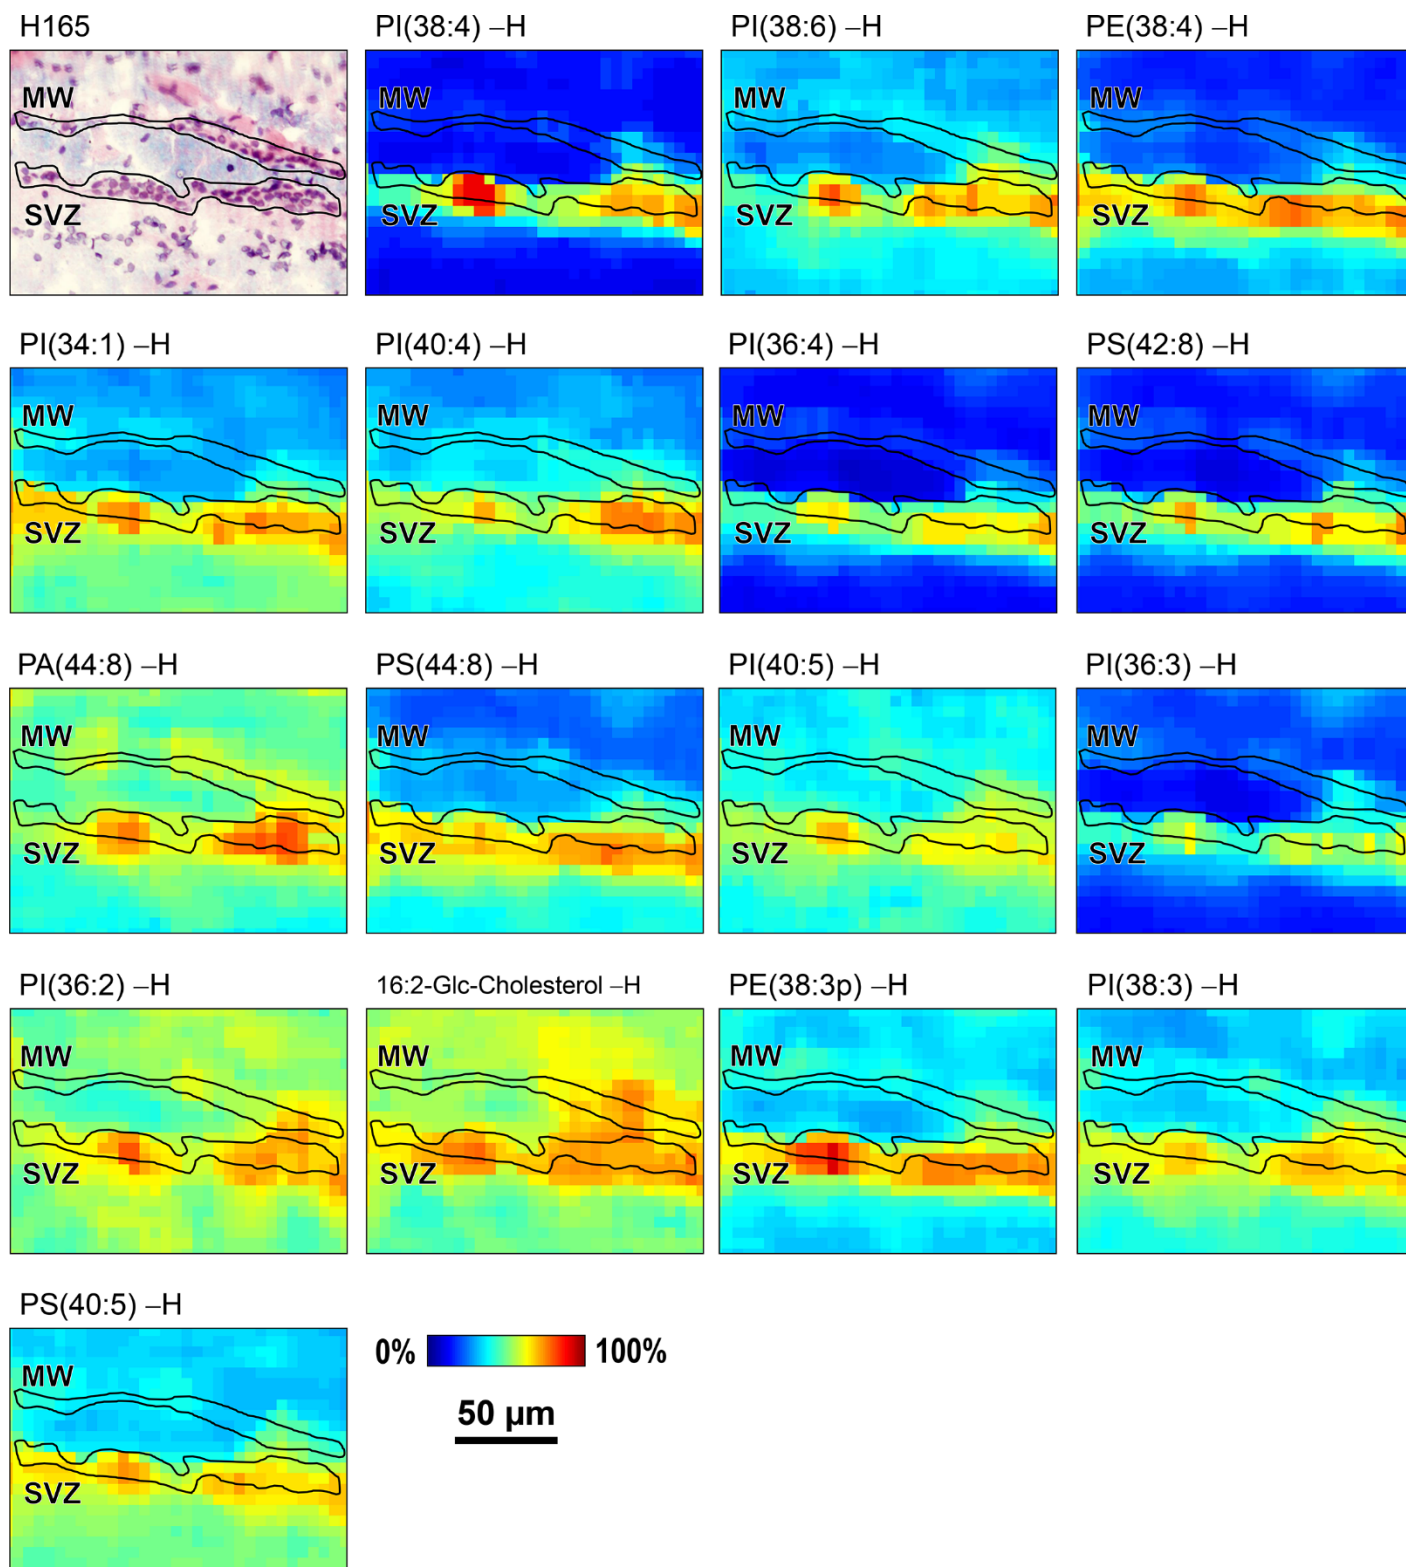 H165 PI(38:4) –H PI(38:6) –H PE(38:4) –H
MW MW MW MW
SVZ SVZ SVZ SVZ
PI(34:1) –H PI(40:4) –H PI(36:4) –H PS(42:8) –H
MW MW MW MW
SVZ SVZ SVZ SVZ
PA(44:8) –H PS(44:8) –H PI(40:5) –H PI(36:3) –H
MW MW MW MW
SVZ SVZ SVZ SVZ
PI(36:2) –H 16:2-Glc-Cholesterol –H PE(38:3p) –H PI(38:3) –H
MW MW MW MW
SVZ SVZ SVZ SVZ
PS(40:5) –H
0% 100%
MW
50 µm
SVZ